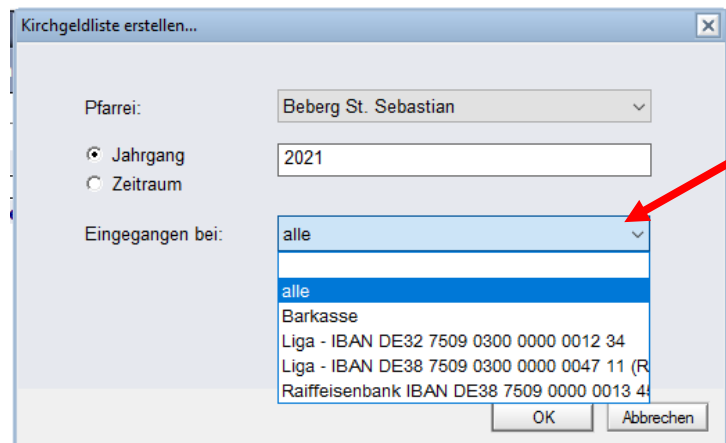 Kirchgeldliste erstellen...
Pfarrei: Beberg St. Sebastian
Jahrgang 2021
Zeitraum
Eingegangen bei: alle
alle
Barkasse
Liga - IBAN DE32 7509 0300 0000 0012 34
Liga - IBAN DE38 7509 0300 0000 0047 11 (R
Raiffeisenbank IBAN DE38 7509 0000 0013 45
OK Abbrechen